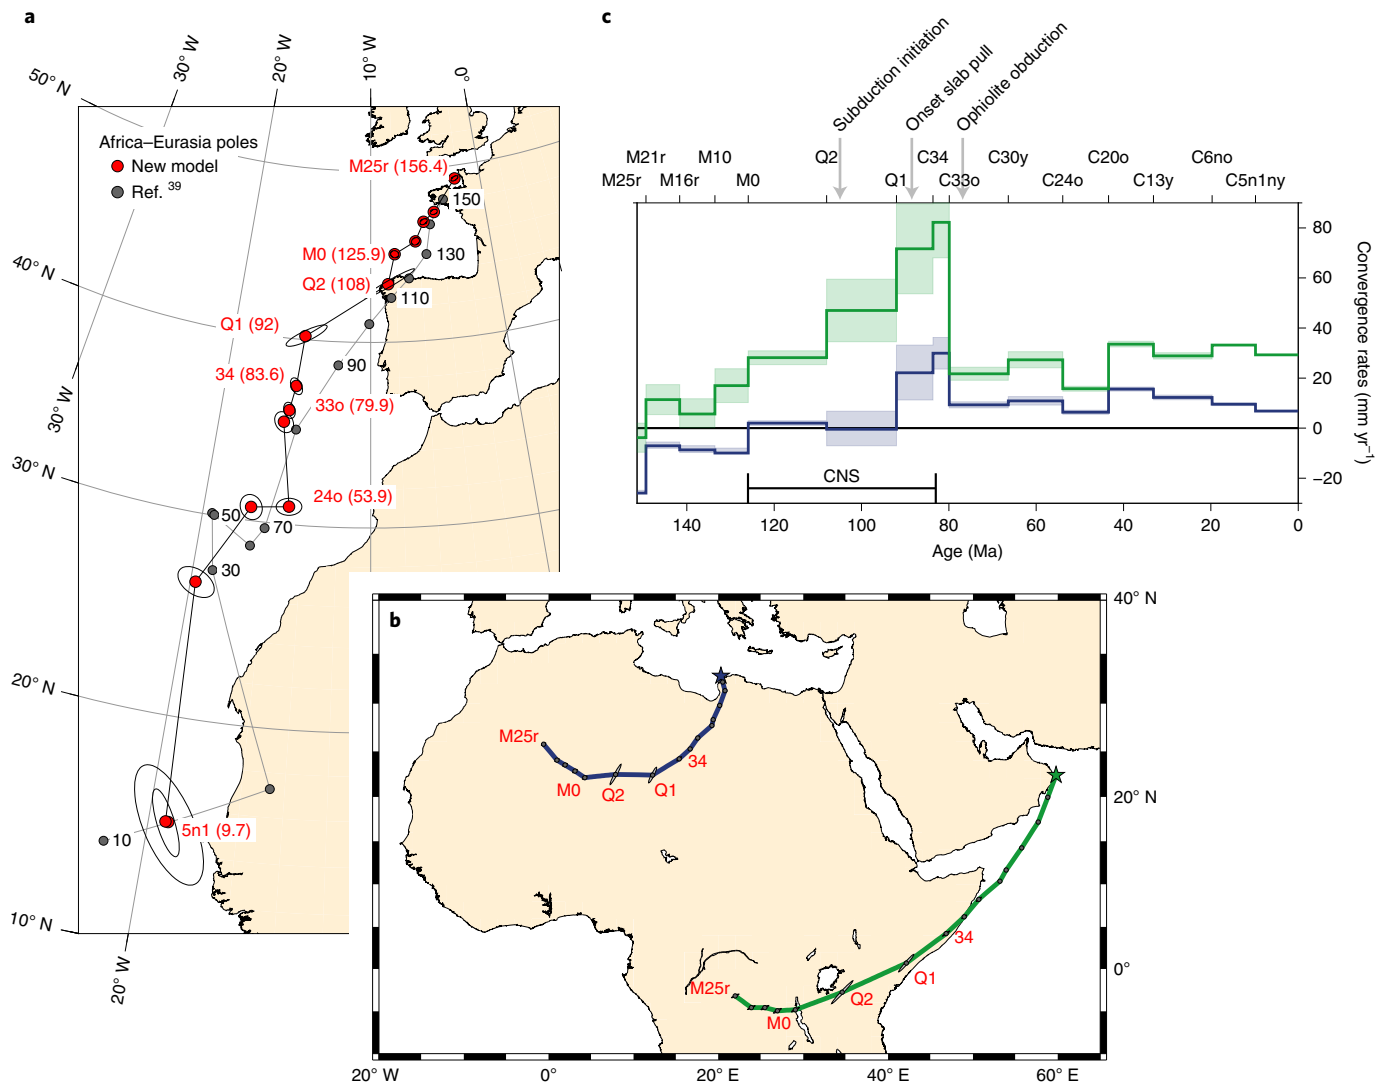 a
30° W
20° W
10° W
0°
50° N
40° N
30° W
30° N
20° N
10° N
20° W
Africa–Eurasia poles
New model
Ref. 39
M25r (156.4)
150
M0 (125.9)
130
Q2 (108)
110
Q1 (92)
90
34 (83.6)
33o (79.9)
24o (53.9)
50
70
30
5n1 (9.7)
10
c
Subduction initiation
Onset slab pull
Ophiolite obduction
M21r
M10
Q2
C34
C30y
C20o
C6no
M25r
M16r
M0
Q1
C33o
C24o
C13y
C5n1ny
80
60
40
20
0
–20
Convergence rates (mm yr–1)
CNS
140
120
100
80
60
40
20
0
Age (Ma)
b
40° N
20° N
0°
M25r
M0
Q2
Q1
34
M25r
M0
Q2
Q1
34
20° W
0°
20° E
40° E
60° E